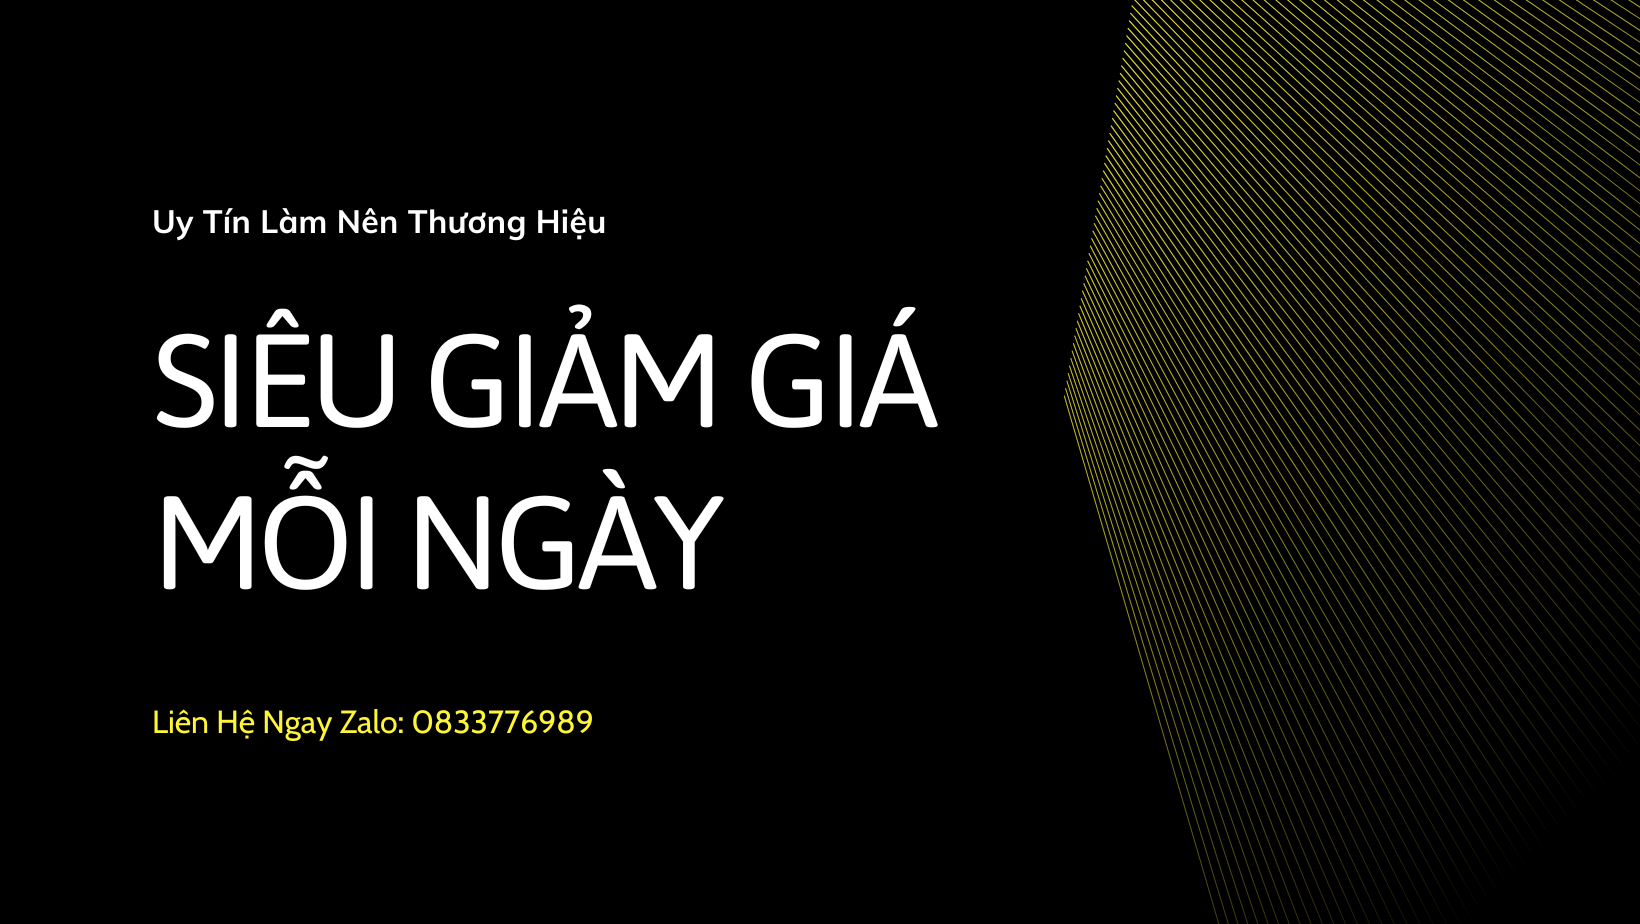 Uy Tín Làm Nên Thương Hiệu
SIÊU GIẢM GIÁ
MỖI NGÀY
Liên Hệ Ngay Zalo: 0833776989